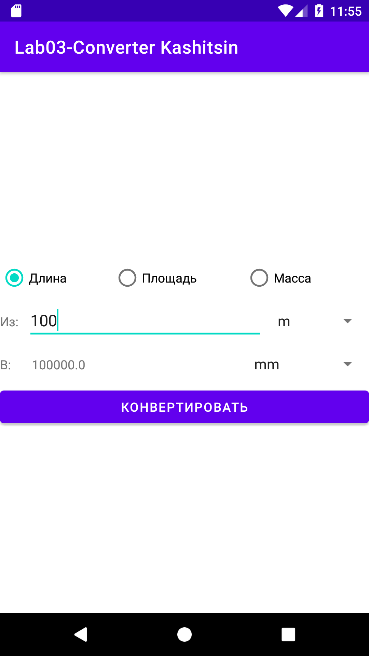 11:55
Lab03-Converter Kashitsin
Длина Площадь Масса
Из: 100 m
В: 100000.0 mm
КОНВЕРТИРОВАТЬ